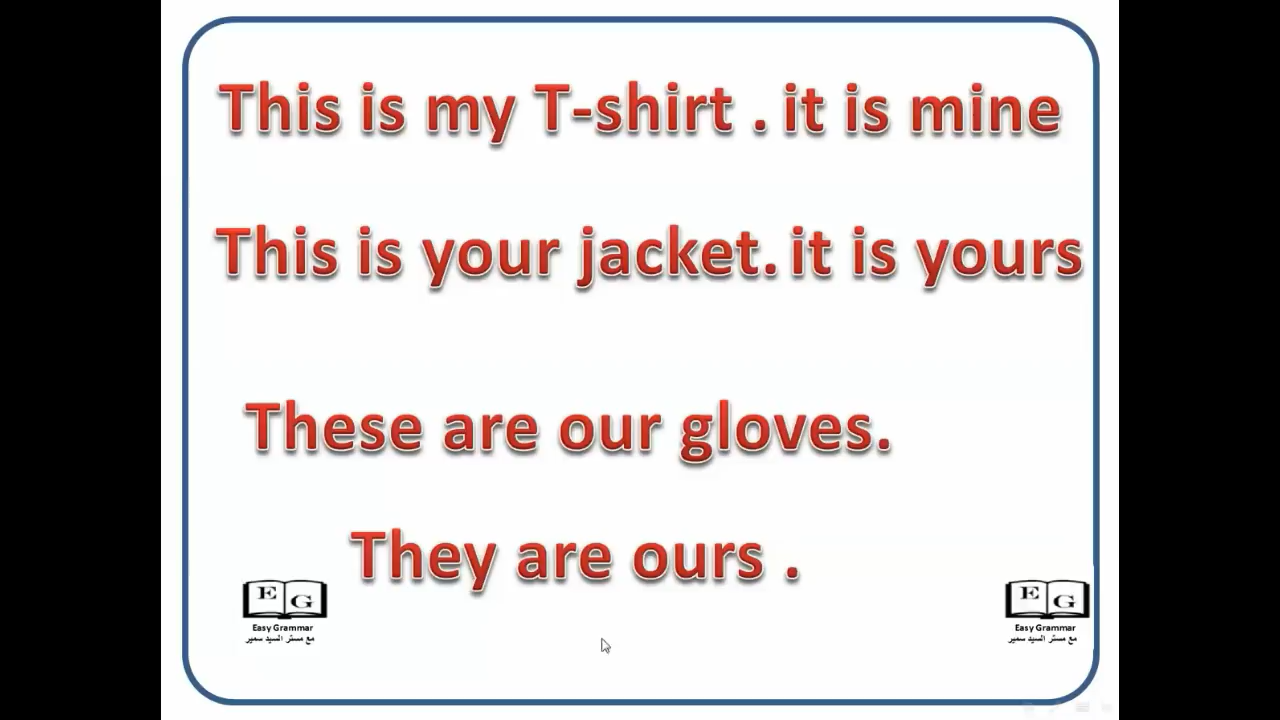 This is my T-shirt . it is mine
This is your jacket. it is yours
These are our gloves.
They are ours .
E G
Easy Grammar
مع مستر السيد سمير
E G
Easy Grammar
مع مستر السيد سمير